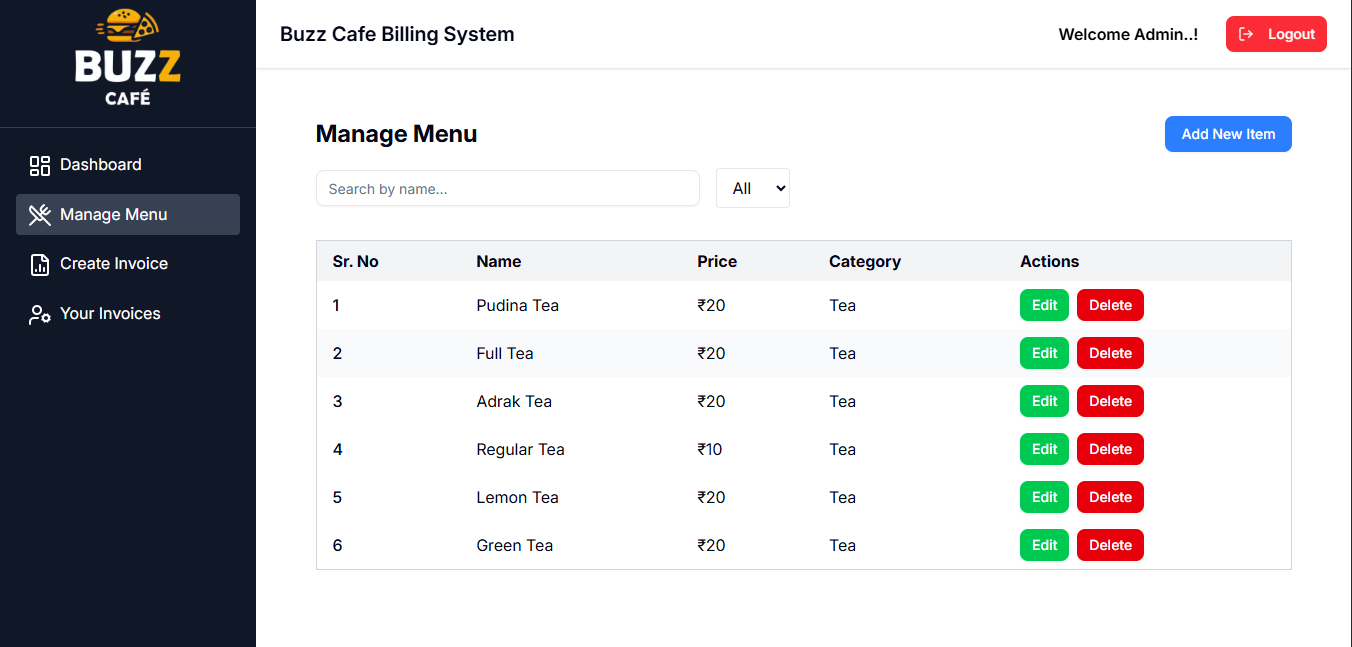 BUZZ
CAFÉ
Buzz Cafe Billing System
Welcome Admin..!
Logout
Dashboard
Manage Menu
Create Invoice
Your Invoices
Manage Menu
Add New Item
Search by name...
All
Sr. No Name Price Category Actions
1 Pudina Tea ₹20 Tea Edit Delete
2 Full Tea ₹20 Tea Edit Delete
3 Adrak Tea ₹20 Tea Edit Delete
4 Regular Tea ₹10 Tea Edit Delete
5 Lemon Tea ₹20 Tea Edit Delete
6 Green Tea ₹20 Tea Edit Delete